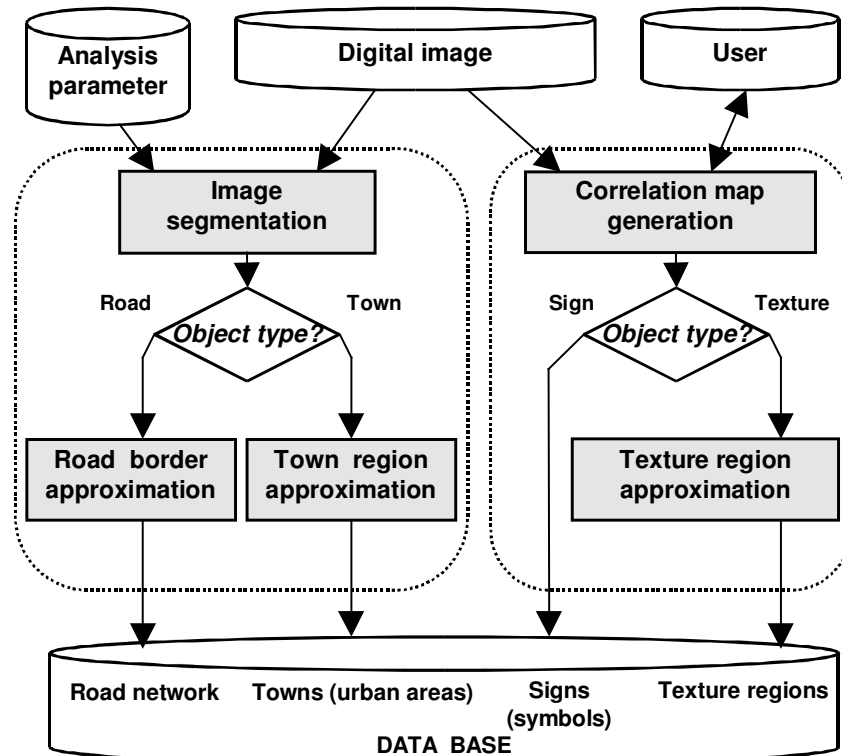 Analysis
parameter
Digital image
User
Image
segmentation
Correlation map
generation
Road
Town
Sign
Texture
Object type?
Object type?
Road border
approximation
Town region
approximation
Texture region
approximation
Road network
Towns (urban areas)
Signs
(symbols)
Texture regions
DATA BASE